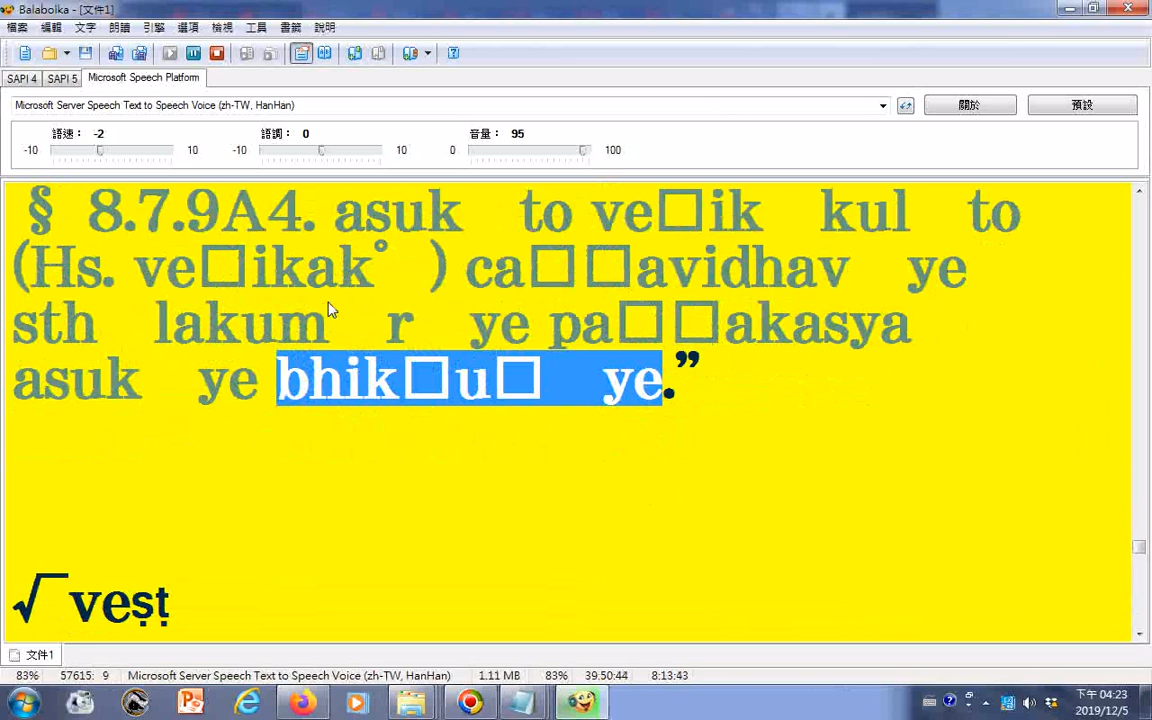 Balabolka - [文件1]
檔案 編輯 文字 朗讀 引擎 選項 檢視 工具 書籤 說明
SAPI 4 SAPI 5 Microsoft Speech Platform
Microsoft Server Speech Text to Speech Voice (zh-TW, HanHan) 關於 預設
語速： -2 語調： 0 音量： 95
-10 10 -10 10 0 100
§ 8.7.9A4. asuk to ve□ik kul to
(Hs. ve□ikak° ) ca□□avidhav ye
sth lakum r ye pa□□akasya
asuk ye bhik□u□ ye.”
√veṣṭ
文件1
83% 57615: 9 Microsoft Server Speech Text to Speech Voice (zh-TW, HanHan) 1.11 MB 83% 39:50:44 8:13:43
下午 04:23
2019/12/5